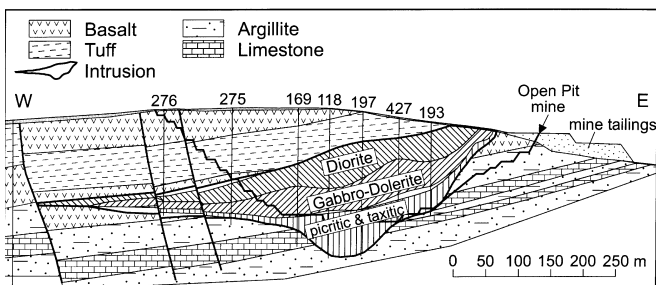 Basalt
Argillite
Tuff
Limestone
Intrusion
W
E
276
275
169
118
197
427
193
Open Pit
mine
mine tailings
Diorite
Gabbro-Dolerite
picritic & taxitic
0 50 100 150 200 250 m